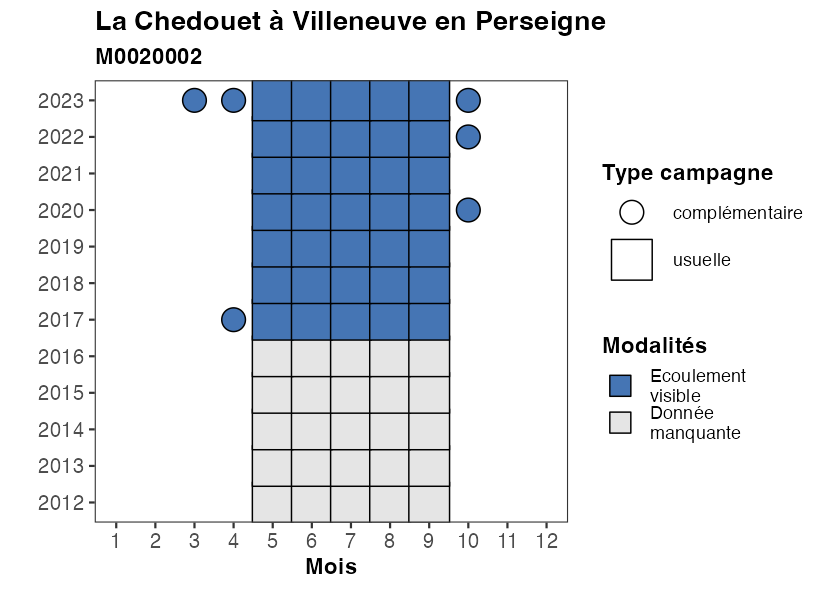 La Chedouet à Villeneuve en Perseigne
M0020002
2023
2022
2021
2020
2019
2018
2017
2016
2015
2014
2013
2012
1 2 3 4 5 6 7 8 9 10 11 12
Mois
Type campagne
complémentaire
usuelle
Modalités
Ecoulement
visible
Donnée
manquante